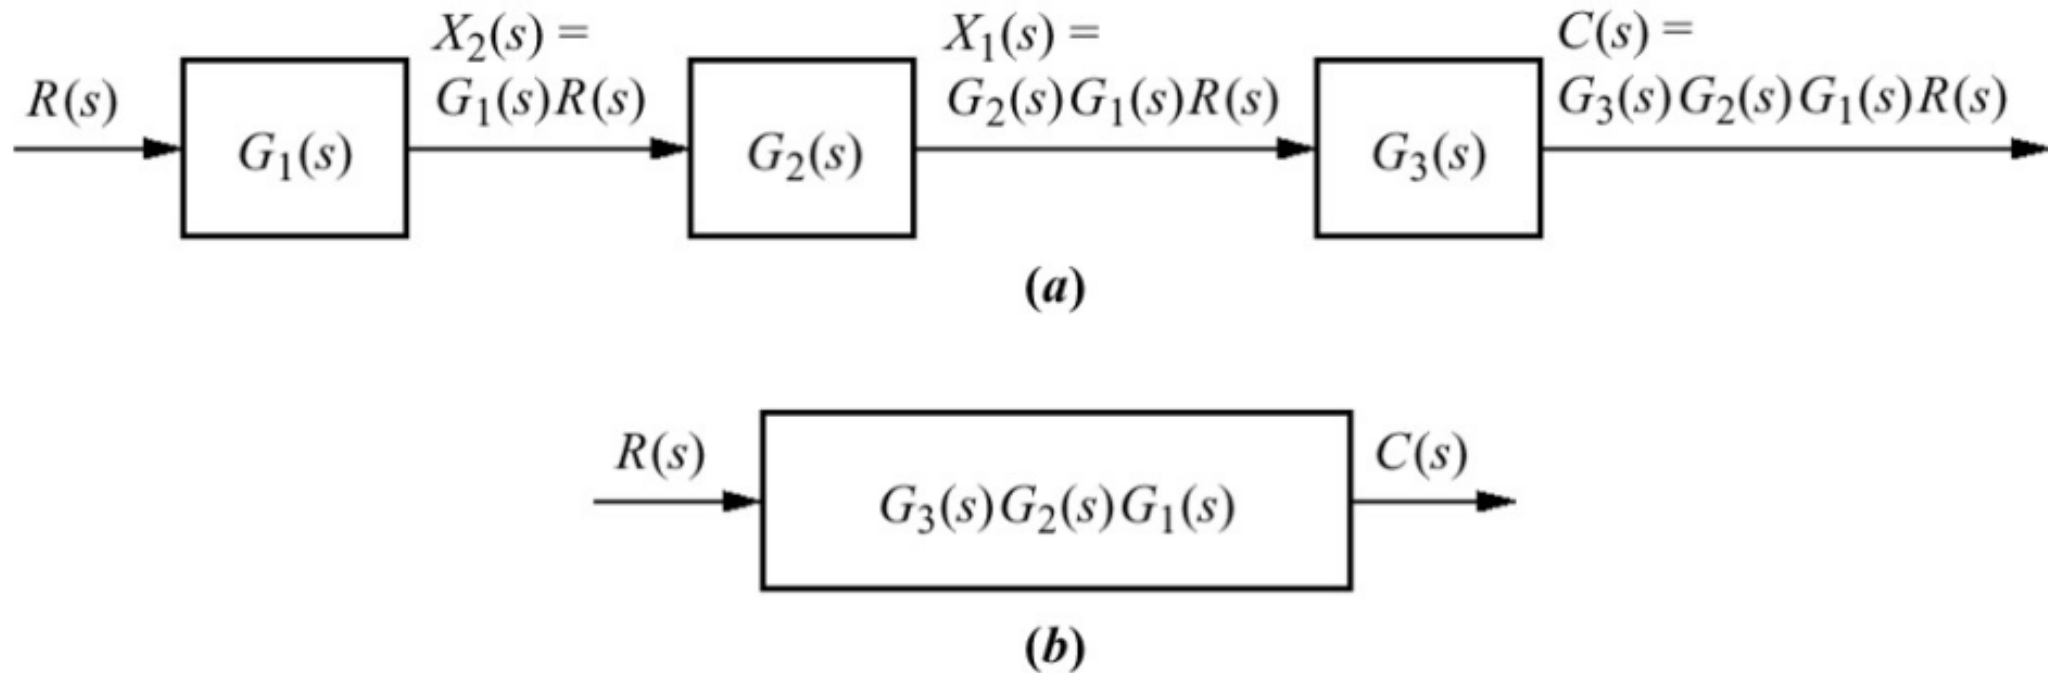 R(s)
G₁(s)
X₂(s) =
G₁(s)R(s)
G₂(s)
X₁(s) =
G₂(s)G₁(s)R(s)
G₃(s)
C(s) =
G₃(s)G₂(s)G₁(s)R(s)
(a)
R(s)
G₃(s)G₂(s)G₁(s)
C(s)
(b)